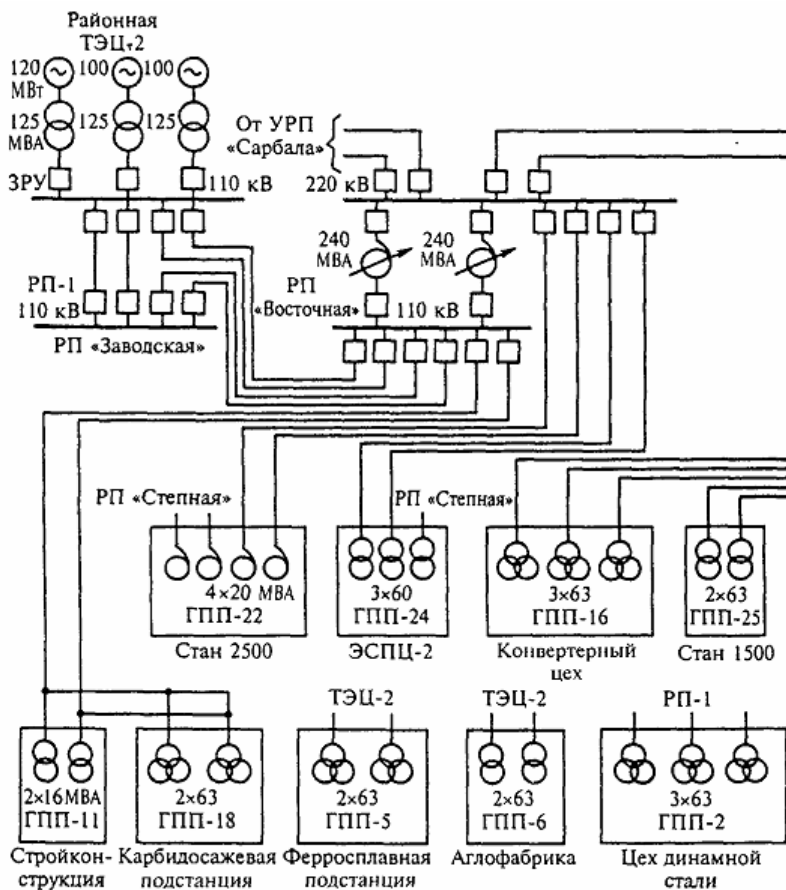 Районная
ТЭЦт2
120
МВт
100
100
125
МВА
125
125
ЗРУ
110 кВ
От УРП
«Сарбала»
220 кВ
240
МВА
240
МВА
РП
«Восточная»
110 кВ
РП-1
110 кВ
РП «Заводская»
РП «Степная»
4×20 МВА
ГПП-22
Стан 2500
РП «Степная»
3×60
ГПП-24
ЭСПЦ-2
3×63
ГПП-16
Конвертерный
цех
2×63
ГПП-25
Стан 1500
2×16МВА
ГПП-11
Стройкон-
струкция
2×63
ГПП-18
Карбидосажевая
подстанция
ТЭЦ-2
2×63
ГПП-5
Ферросплавная
подстанция
ТЭЦ-2
2×63
ГПП-6
Аглофабрика
РП-1
3×63
ГПП-2
Цех динамной
стали